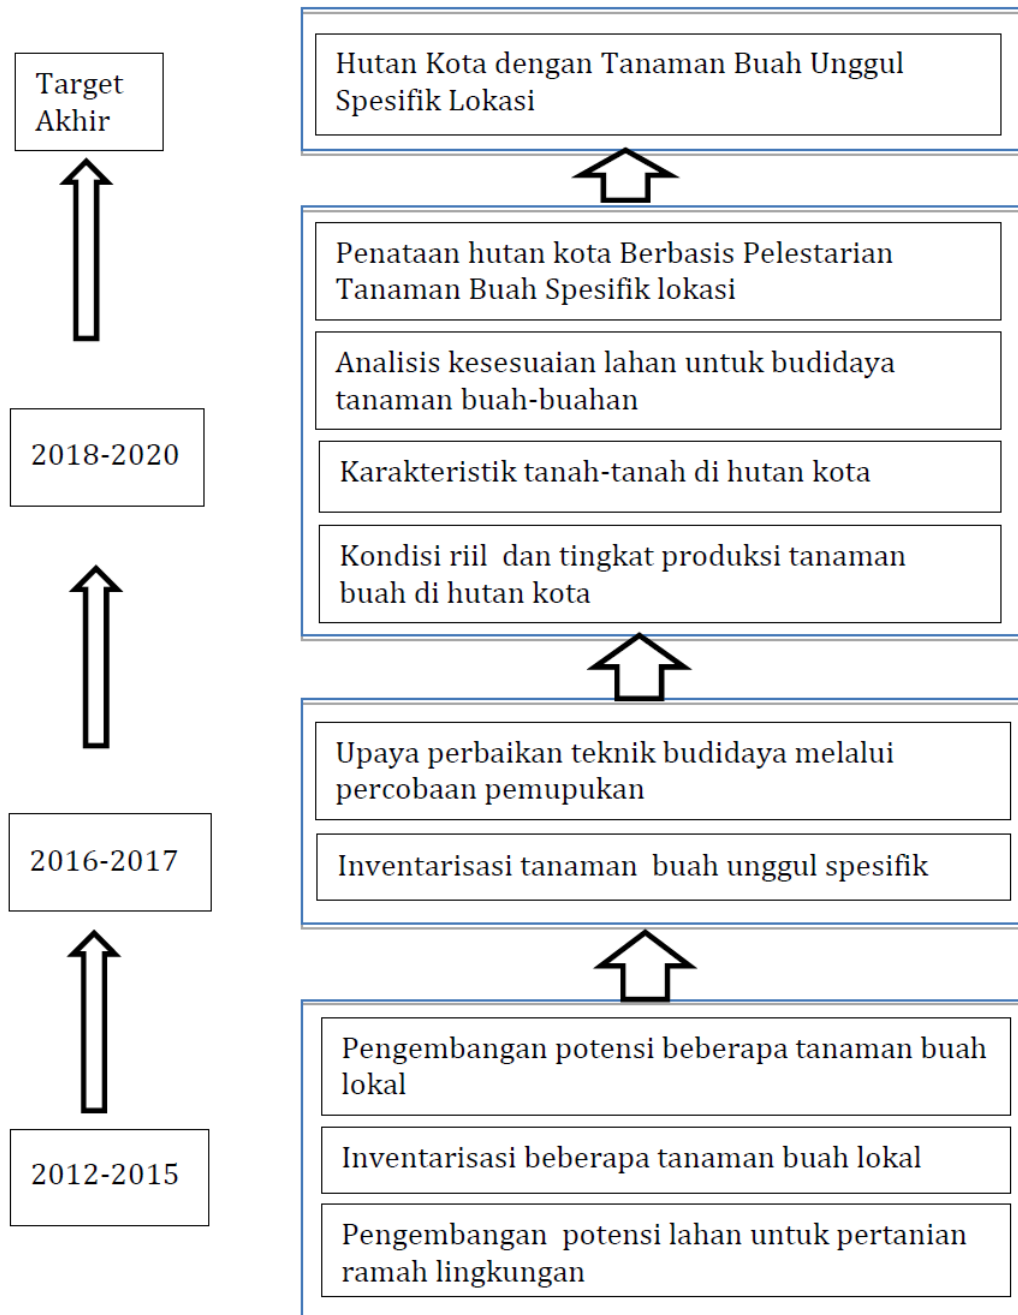 Target
Akhir
Hutan Kota dengan Tanaman Buah Unggul
Spesifik Lokasi
Penataan hutan kota Berbasis Pelestarian
Tanaman Buah Spesifik lokasi
Analisis kesesuaian lahan untuk budidaya
tanaman buah-buahan
2018-2020
Karakteristik tanah-tanah di hutan kota
Kondisi riil  dan tingkat produksi tanaman
buah di hutan kota
Upaya perbaikan teknik budidaya melalui
percobaan pemupukan
2016-2017
Inventarisasi tanaman  buah unggul spesifik
Pengembangan potensi beberapa tanaman buah
lokal
2012-2015
Inventarisasi beberapa tanaman buah lokal
Pengembangan  potensi lahan untuk pertanian
ramah lingkungan